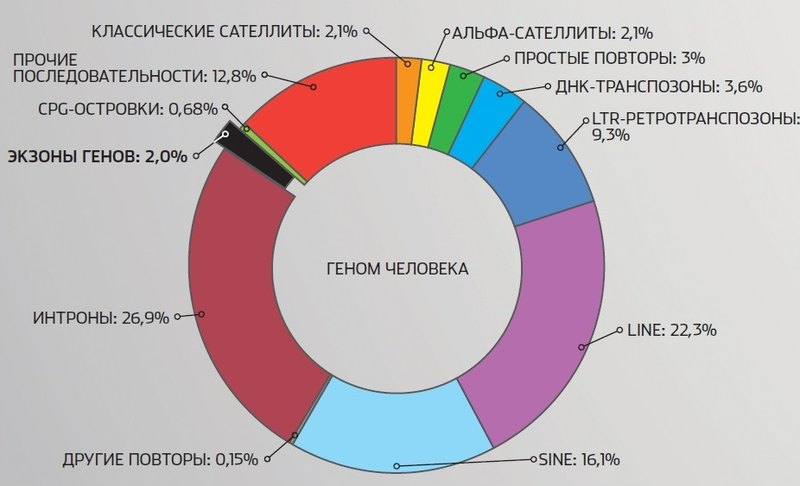 КЛАССИЧЕСКИЕ САТЕЛЛИТЫ: 2,1%
АЛЬФА-САТЕЛЛИТЫ: 2,1%
ПРОСТЫЕ ПОВТОРЫ: 3%
ДНК-ТРАНСПОЗОНЫ: 3,6%
LTR-РЕТРОТРАНСПОЗОНЫ:
9,3%
LINE: 22,3%
SINE: 16,1%
ДРУГИЕ ПОВТОРЫ: 0,15%
ИНТРОНЫ: 26,9%
ЭКЗОНЫ ГЕНОВ: 2,0%
CPG-ОСТРОВКИ: 0,68%
ПРОЧИЕ
ПОСЛЕДОВАТЕЛЬНОСТИ: 12,8%
ГЕНОМ ЧЕЛОВЕКА